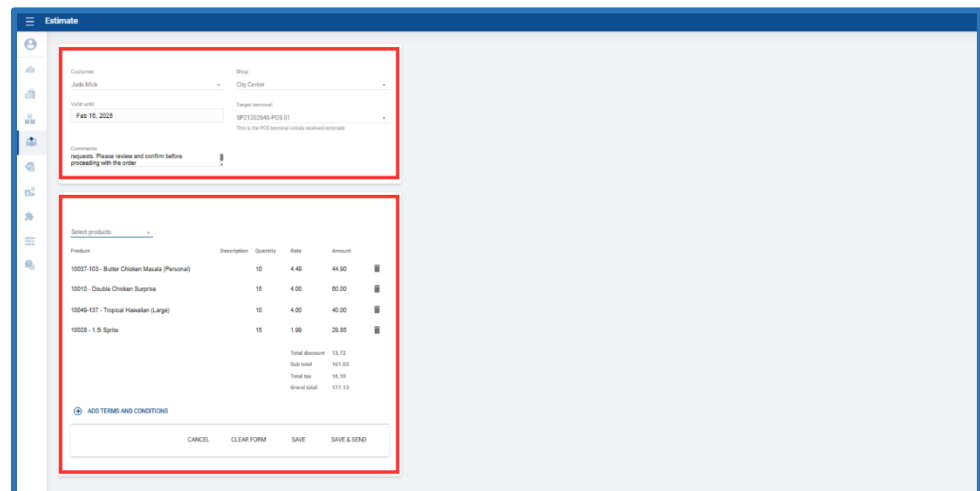 Estimate
Customer Shop
Jude Mick City Center
Valid until Target terminal
Feb 16, 2025 SP21202646-POS 01
This is the POS terminal initialy received estimate
Comments
requests. Please review and confirm before
proceeding with the order
Select products
Product Description Quantity Rate Amount
10037-103 - Butter Chicken Masala (Personal) 10 4.49 44.90
10010 - Double Chicken Surprise 15 4.00 60.00
10049-137 - Tropical Hawaiian (Large) 10 4.00 40.00
10028 - 1.5l Sprite 15 1.99 29.85
Total discount 13.72
Sub total 161.03
Total tax 16.10
Grand total 177.13
ADD TERMS AND CONDITIONS
CANCEL CLEAR FORM SAVE SAVE & SEND